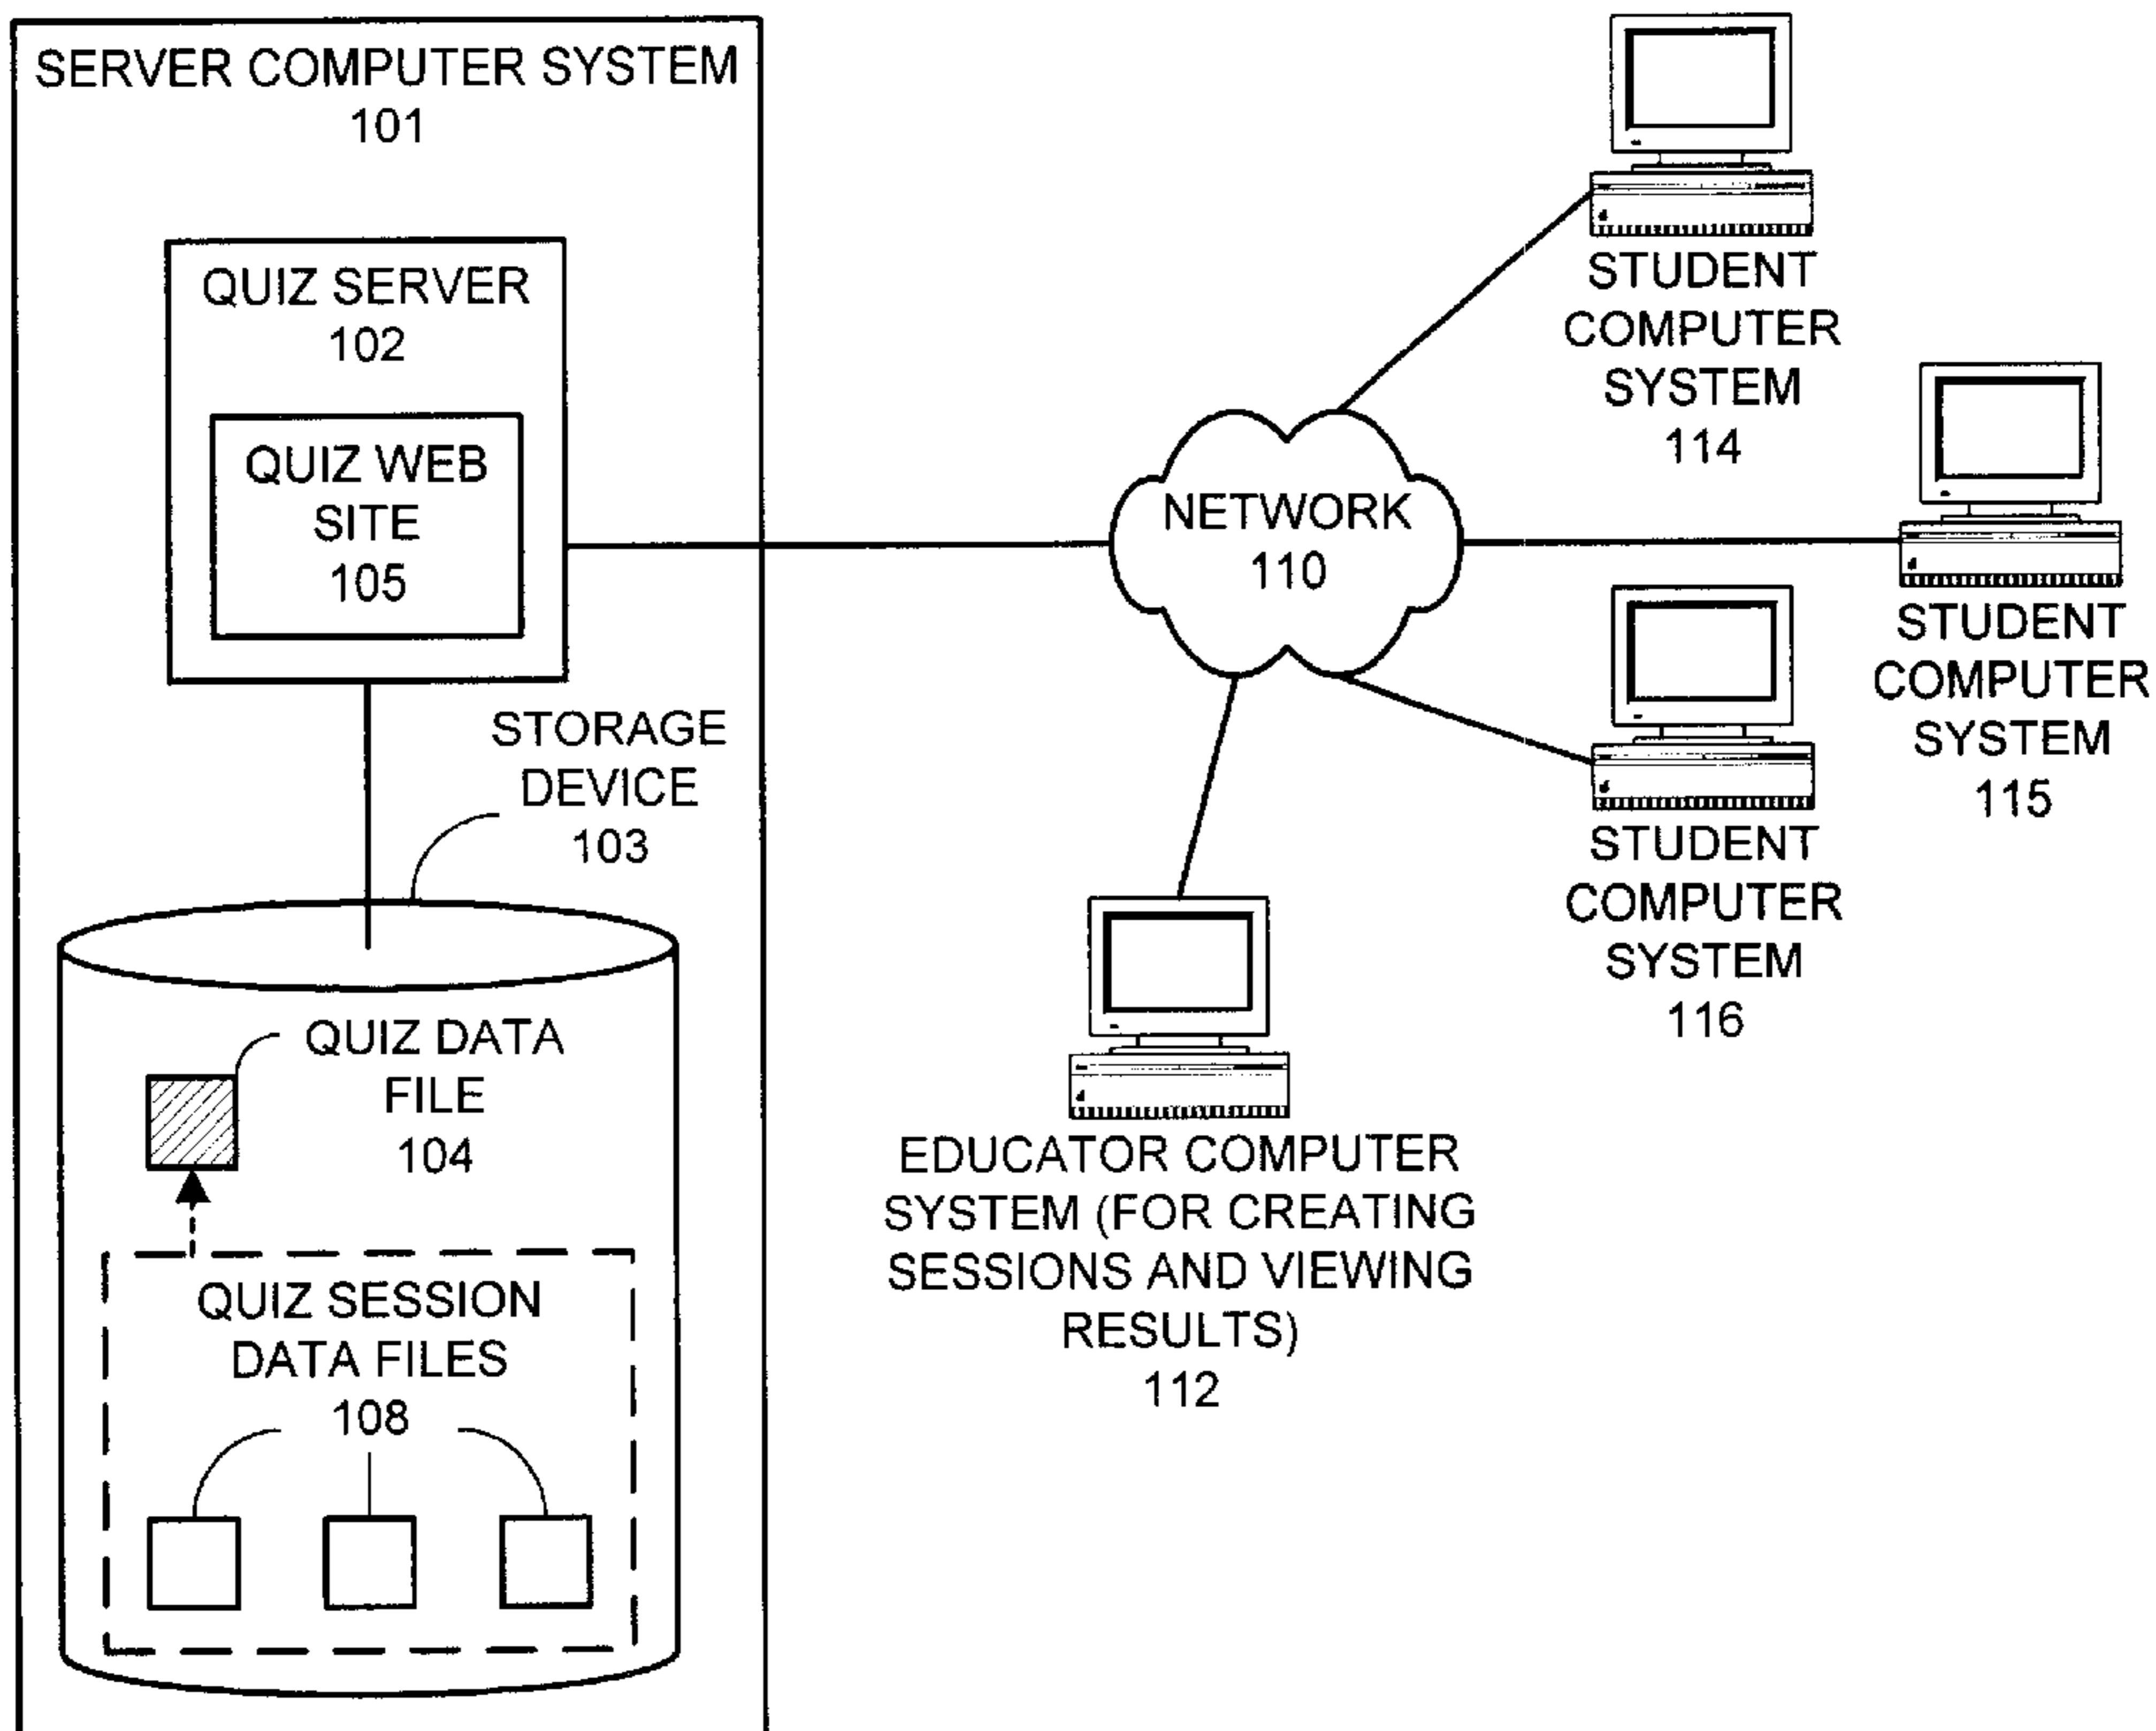 SERVER COMPUTER SYSTEM
101
QUIZ SERVER
102
QUIZ WEB
SITE
105
STORAGE
DEVICE
103
QUIZ DATA
FILE
104
QUIZ SESSION
DATA FILES
108
NETWORK
110
STUDENT
COMPUTER
SYSTEM
114
STUDENT
COMPUTER
SYSTEM
115
STUDENT
COMPUTER
SYSTEM
116
EDUCATOR COMPUTER
SYSTEM (FOR CREATING
SESSIONS AND VIEWING
RESULTS)
112